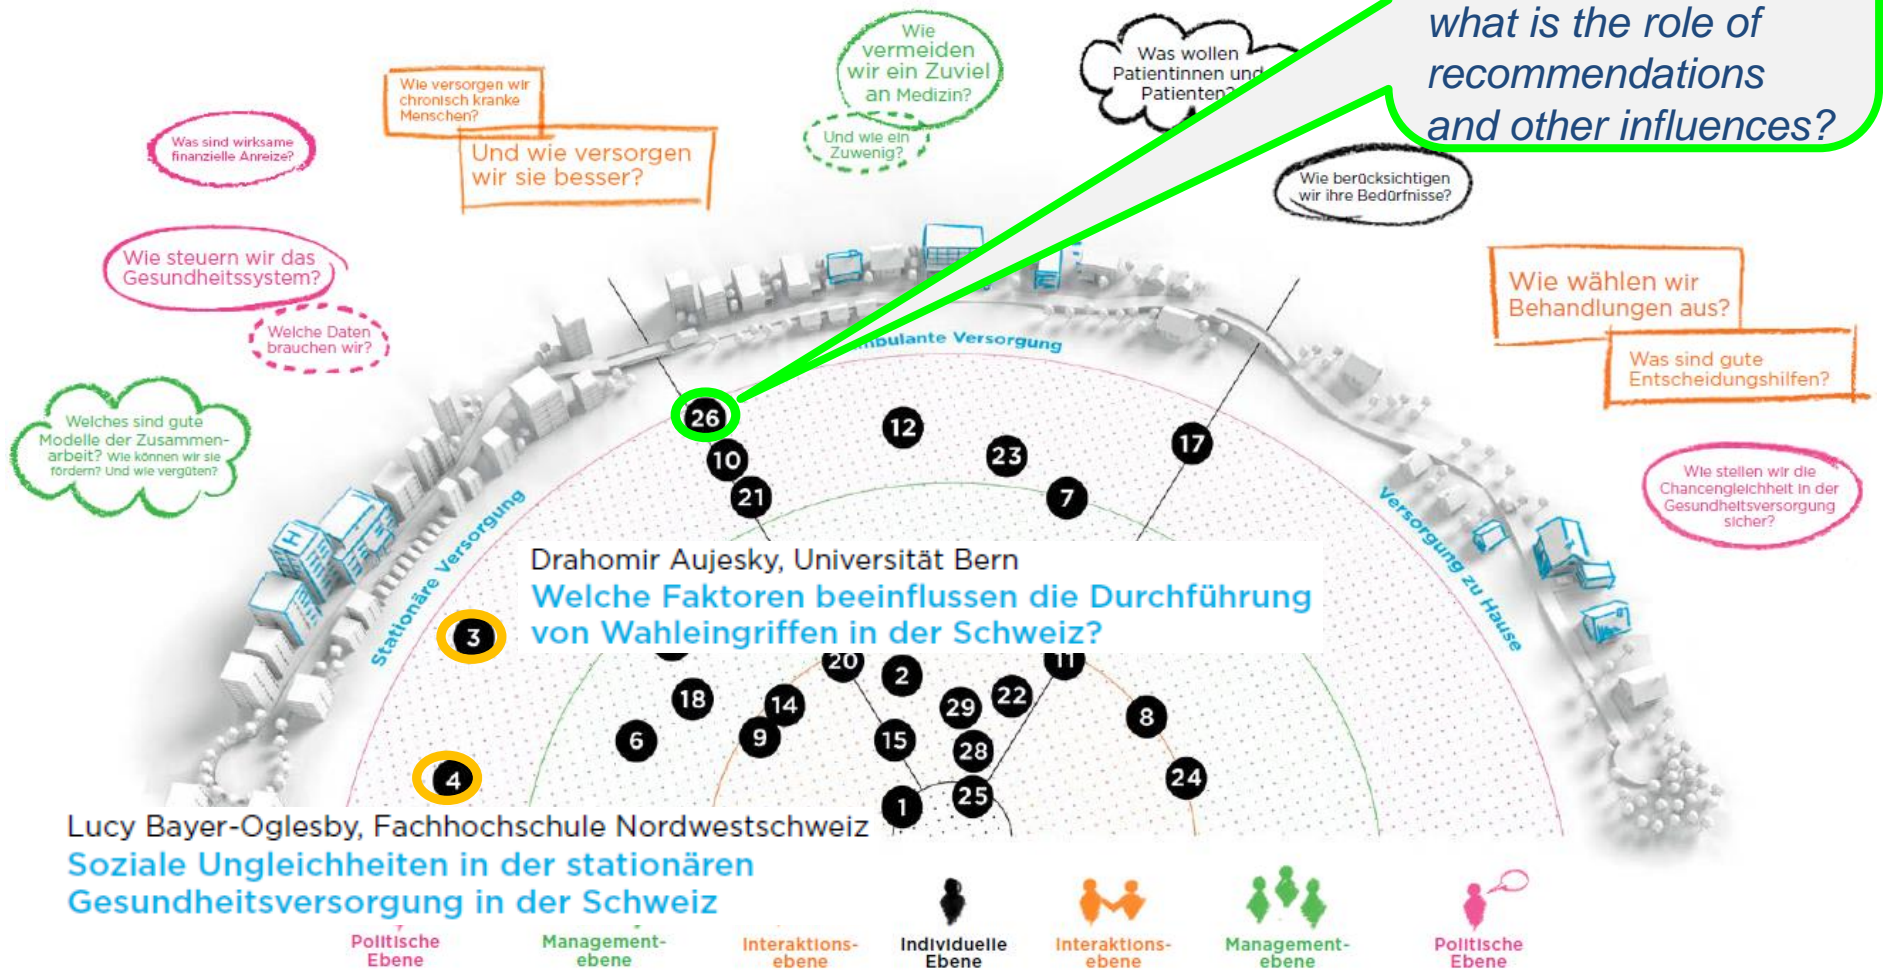 what is the role of
recommendations
and other influences?
Wie
vermeiden
wir ein Zuviel
an Medizin?
Und wie ein
Zuwenig?
Was wollen
Patientinnen und
Patienten?
Wie versorgen wir
chronisch kranke
Menschen?
Und wie versorgen
wir sie besser?
Was sind wirksame
finanzielle Anreize?
Wie berücksichtigen
wir ihre Bedürfnisse?
Wie steuern wir das
Gesundheitssystem?
Welche Daten
brauchen wir?
Wie wählen wir
Behandlungen aus?
Was sind gute
Entscheidungshilfen?
Welches sind gute
Modelle der Zusammen-
arbeit? Wie können wir sie
fördern? Und wie vergüten?
Wie stellen wir die
Chancengleichheit in der
Gesundheitsversorgung
sicher?
Stationäre Versorgung
mbulante Versorgung
Versorgung zu Hause
H
26
12
17
10
23
21
7
Drahomir Aujesky, Universität Bern
Welche Faktoren beeinflussen die Durchführung
von Wahleingriffen in der Schweiz?
3
20
2
11
18
14
29
22
8
6
9
15
28
4
24
1
25
Lucy Bayer-Oglesby, Fachhochschule Nordwestschweiz
Soziale Ungleichheiten in der stationären
Gesundheitsversorgung in der Schweiz
Politische
Ebene
Management-
ebene
Interaktions-
ebene
Individuelle
Ebene
Interaktions-
ebene
Management-
ebene
Politische
Ebene